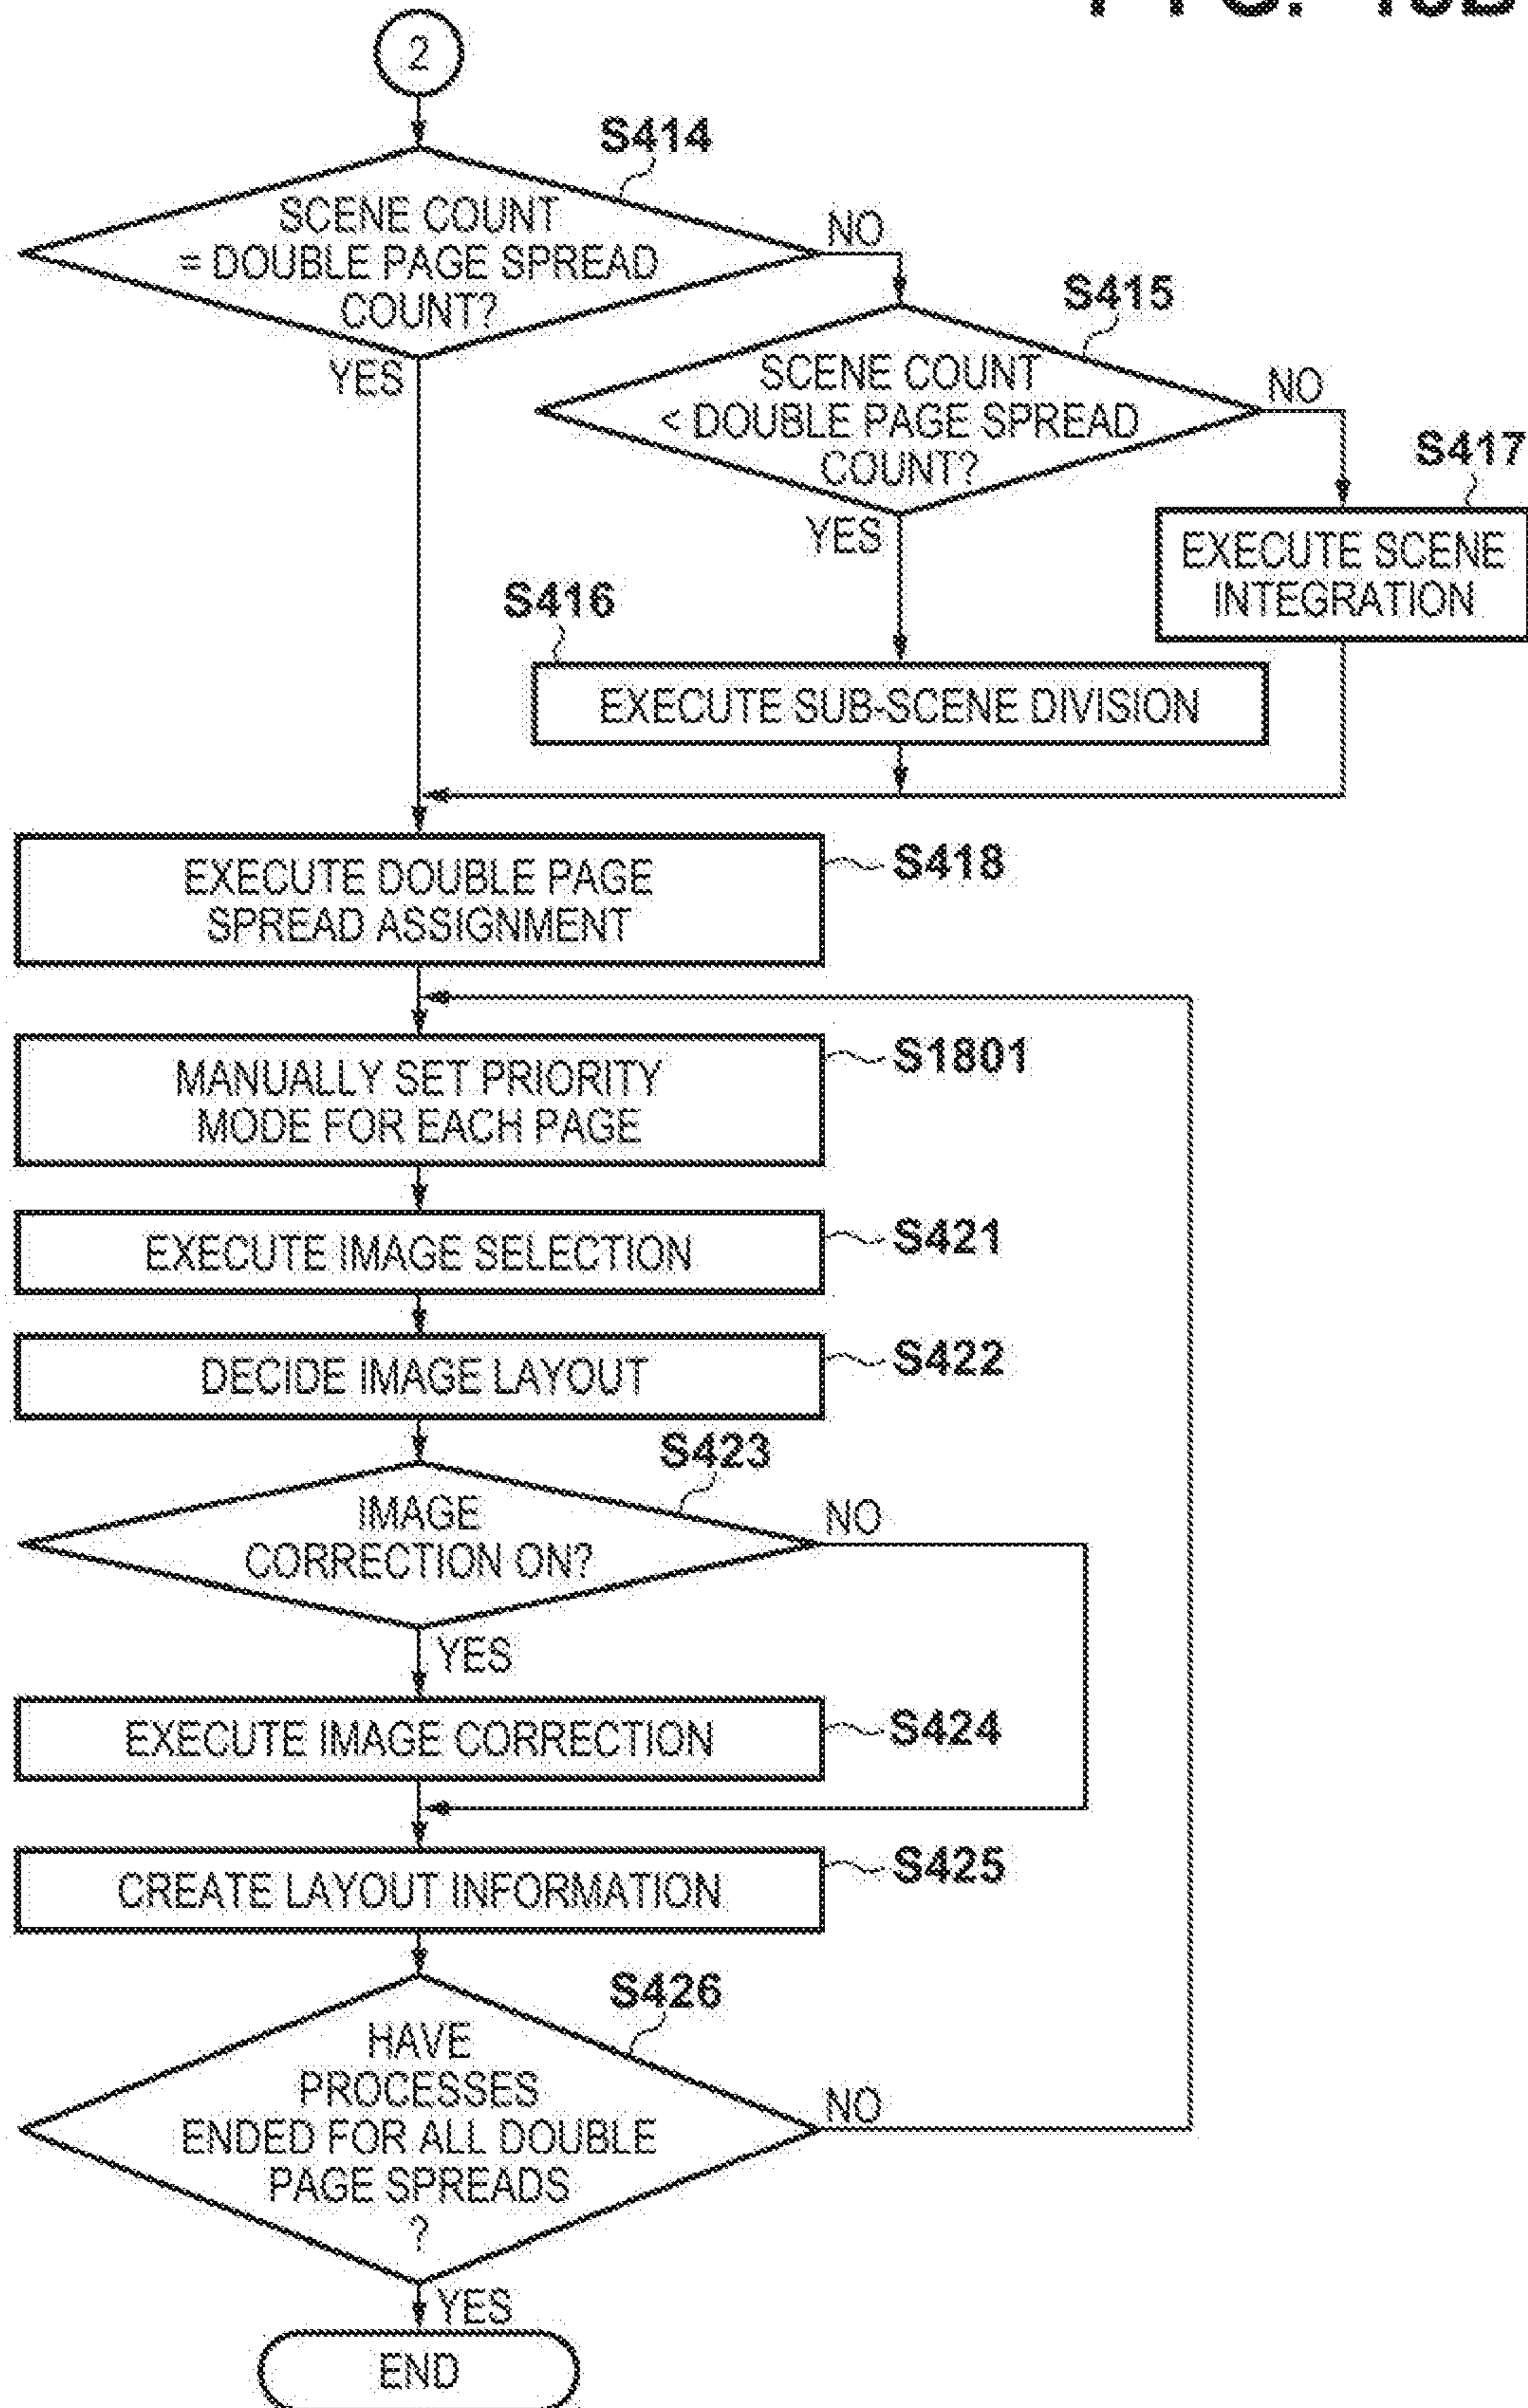 2
S414
SCENE COUNT
= DOUBLE PAGE SPREAD
COUNT?
NO
YES
S415
SCENE COUNT
< DOUBLE PAGE SPREAD
COUNT?
NO
YES
S417
EXECUTE SCENE
INTEGRATION
S416
EXECUTE SUB-SCENE DIVISION
EXECUTE DOUBLE PAGE
SPREAD ASSIGNMENT
S418
MANUALLY SET PRIORITY
MODE FOR EACH PAGE
S1801
EXECUTE IMAGE SELECTION
S421
DECIDE IMAGE LAYOUT
S422
S423
IMAGE
CORRECTION ON?
NO
YES
EXECUTE IMAGE CORRECTION
S424
CREATE LAYOUT INFORMATION
S425
S426
HAVE
PROCESSES
ENDED FOR ALL DOUBLE
PAGE SPREADS
?
NO
YES
END